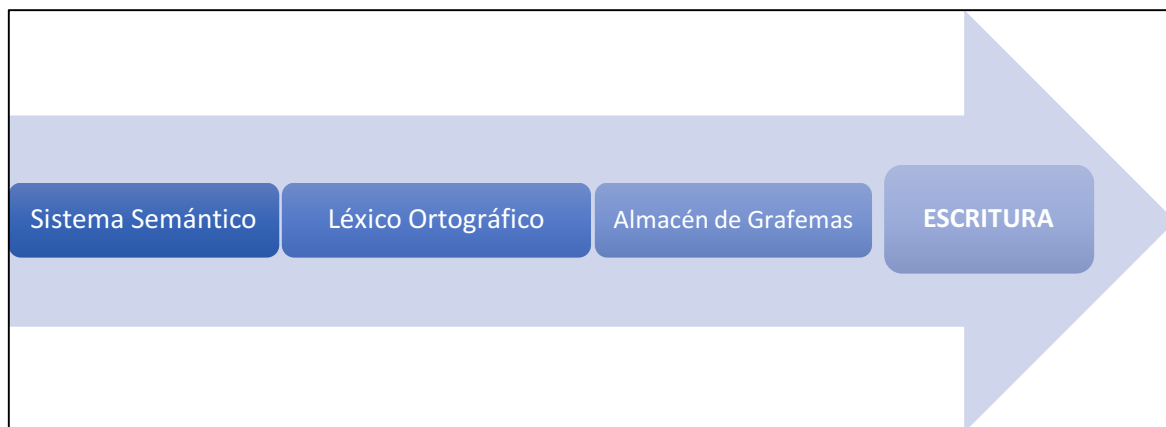 Sistema Semántico
Léxico Ortográfico
Almacén de Grafemas
ESCRITURA